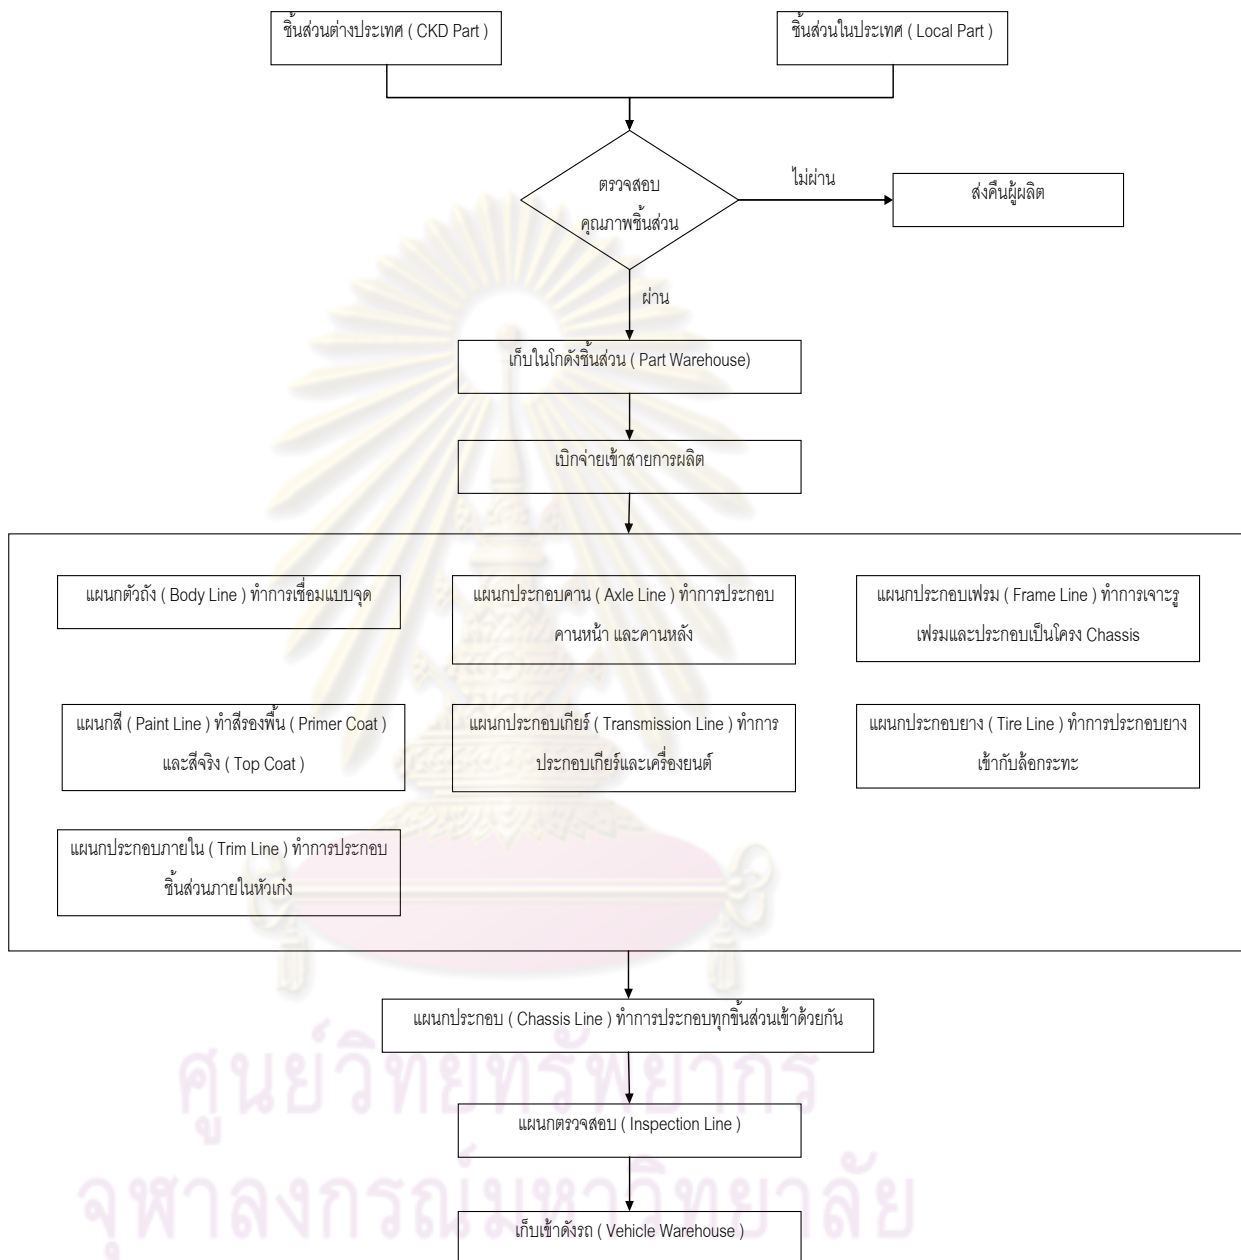 ชิ้นส่วนต่างประเทศ ( CKD Part )
ชิ้นส่วนในประเทศ ( Local Part )
ตรวจสอบ
คุณภาพชิ้นส่วน
ไม่ผ่าน
ส่งคืนผู้ผลิต
ผ่าน
เก็บในโกดังชิ้นส่วน ( Part Warehouse)
เบิกจ่ายเข้าสายการผลิต
แผนกตัวถัง ( Body Line ) ทำการเชื่อมแบบจุด
แผนกประกอบคาน ( Axle Line ) ทำการประกอบ
คานหน้า และคานหลัง
แผนกประกอบเฟรม ( Frame Line ) ทำการเจาะรู
เฟรมและประกอบเป็นโครง Chassis
แผนกสี ( Paint Line ) ทำสีรองพื้น ( Primer Coat )
และสีจริง ( Top Coat )
แผนกประกอบเกียร์ ( Transmission Line ) ทำการ
ประกอบเกียร์และเครื่องยนต์
แผนกประกอบยาง ( Tire Line ) ทำการประกอบยาง
เข้ากับล้อกระทะ
แผนกประกอบภายใน ( Trim Line ) ทำการประกอบ
ชิ้นส่วนภายในหัวเก๋ง
แผนกประกอบ ( Chassis Line ) ทำการประกอบทุกชิ้นส่วนเข้าด้วยกัน
ศูนย์วิทยทรัพยากร
แผนกตรวจสอบ ( Inspection Line )
จุฬาลงกรณ์มหาวิทยาลัย
เก็บเข้าดังรถ ( Vehicle Warehouse )